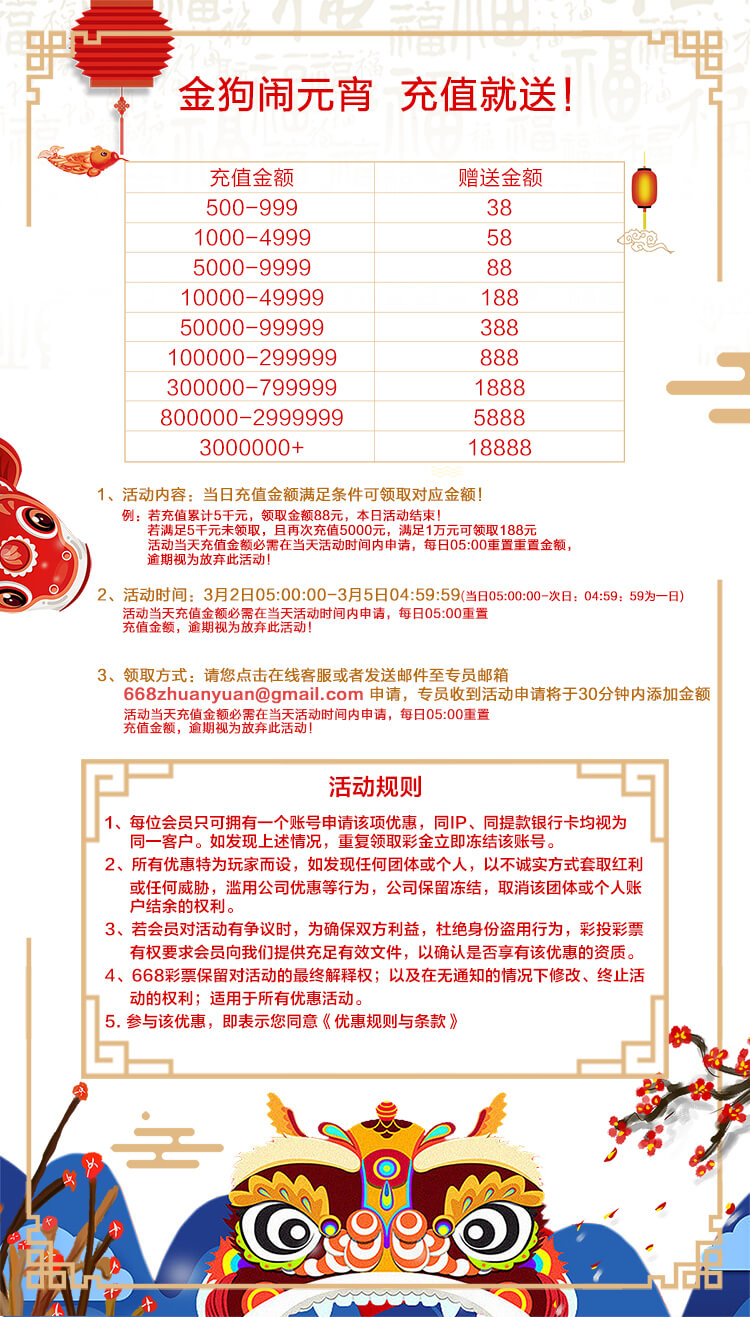 金狗闹元宵 充值就送!
充值金额 赠送金额
500-999 38
1000-4999 58
5000-9999 88
10000-49999 188
50000-99999 388
100000-299999 888
300000-799999 1888
800000-2999999 5888
3000000+ 18888
1、活动内容：当日充值金额满足条件可领取对应金额!
例：若充值累计5千元，领取金额88元，本日活动结束!
若满足5千元未领取，且再次充值5000元，满足1万元可领取188元
活动当天充值金额必需在当天活动时间内申请，每日05:00重置重置金额，
逾期视为放弃此活动!
2、活动时间：3月2日05:00:00-3月5日04:59:59(当日05:00:00-次日：04:59；59为一日)
活动当天充值金额必需在当天活动时间内申请，每日05:00重置
充值金额，逾期视为放弃此活动!
3、领取方式：请您点击在线客服或者发送邮件至专员邮箱
668zhuanyuan@gmail.com 申请，专员收到活动申请将于30分钟内添加金额
活动当天充值金额必需在当天活动时间内申请，每日05:00重置
充值金额，逾期视为放弃此活动!
活动规则
1、每位会员只可拥有一个账号申请该项优惠，同IP、同提款银行卡均视为
同一客户。如发现上述情况，重复领取彩金立即冻结该账号。
2、所有优惠特为玩家而设，如发现任何团体或个人，以不诚实方式套取红利
或任何威胁，滥用公司优惠等行为，公司保留冻结，取消该团体或个人账
户结余的权利。
3、若会员对活动有争议时，为确保双方利益，杜绝身份盗用行为，彩投彩票
有权要求会员向我们提供充足有效文件，以确认是否享有该优惠的资质。
4、668彩票保留对活动的最终解释权；以及在无通知的情况下修改、终止活
动的权利；适用于所有优惠活动。
5. 参与该优惠，即表示您同意《优惠规则与条款》